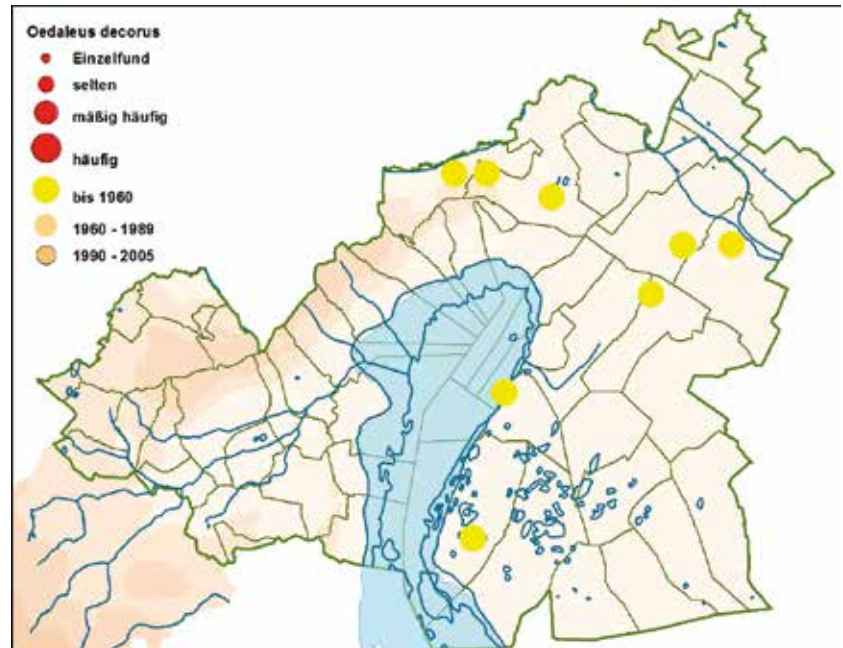 Oedaleus decorus
Einzelfund
selten
mäßig häufig
häufig
bis 1960
1960 - 1989
1990 - 2005